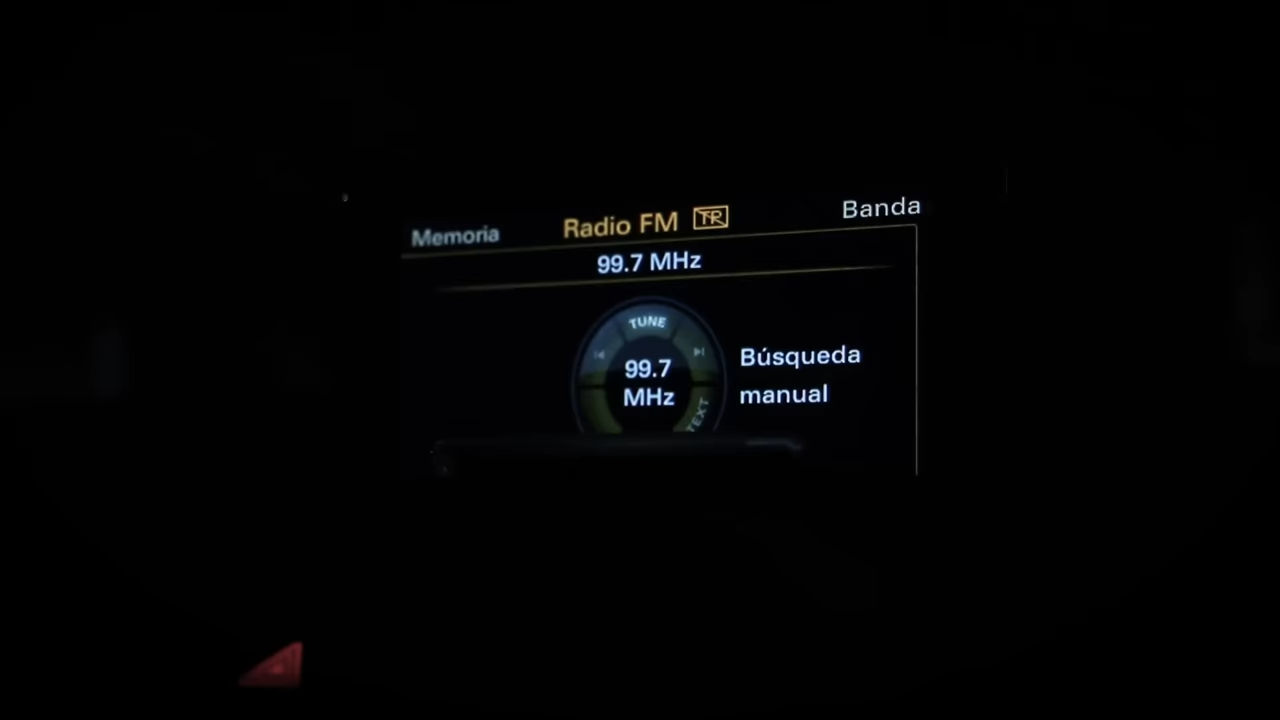 Memoria Radio FM TP Banda
99.7 MHz
TUNE
99.7
MHz
TEXT
Búsqueda
manual